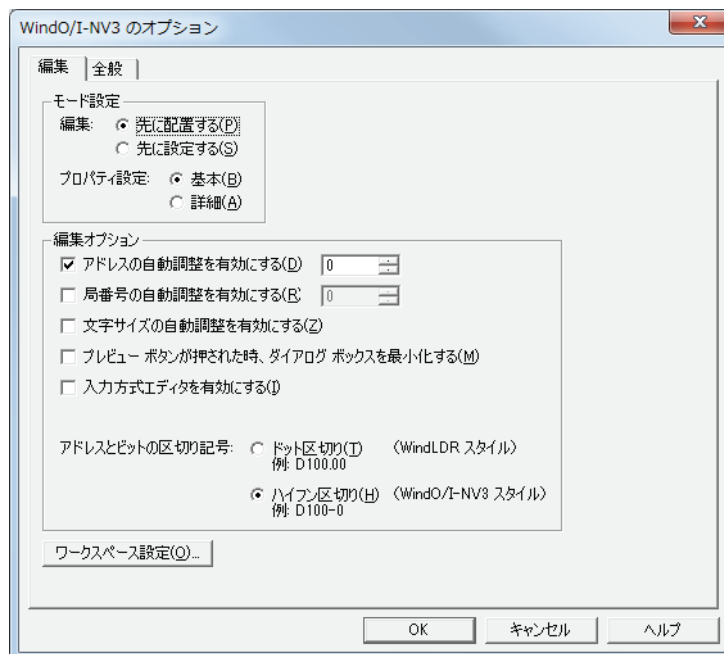 WindO/I-NV3 のオプション
編集 全般
モード設定
編集: 先に配置する(P)
先に設定する(S)
プロパティ設定: 基本(B)
詳細(A)
編集オプション
アドレスの自動調整を有効にする(D) 0
局番号の自動調整を有効にする(R) 0
文字サイズの自動調整を有効にする(Z)
プレビュー ボタンが押された時、ダイアログ ボックスを最小化する(M)
入力方式エディタを有効にする(I)
アドレスとビットの区切り記号: ドット区切り(T) (WindLDR スタイル)
例: D100.00
ハイフン区切り(H) (WindO/I-NV3 スタイル)
例: D100-0
ワークスペース設定(O)...
OK キャンセル ヘルプ